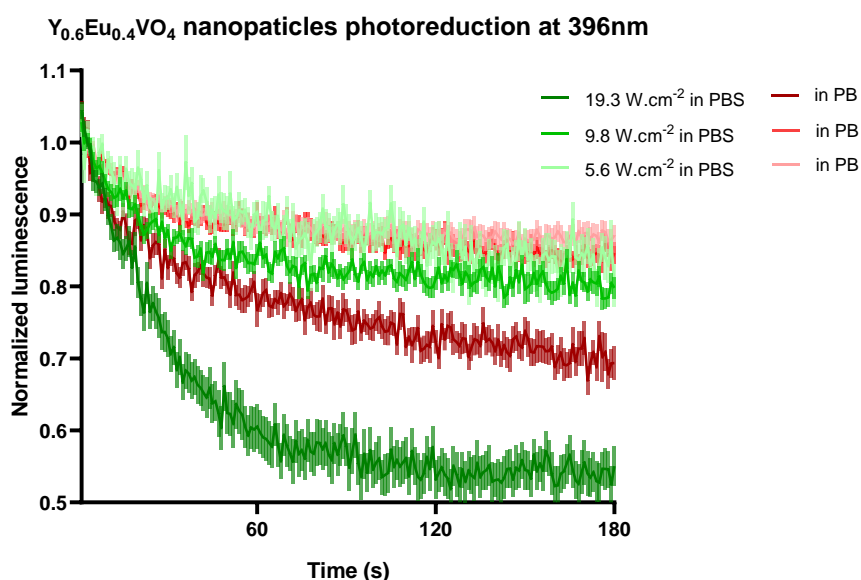 Y₀.₆Eu₀.₄VO₄ nanopaticles photoreduction at 396nm
19.3 W.cm⁻² in PBS in PB
9.8 W.cm⁻² in PBS in PB
5.6 W.cm⁻² in PBS in PB
Normalized luminescence
1.1
1.0
0.9
0.8
0.7
0.6
0.5
60 120 180
Time (s)